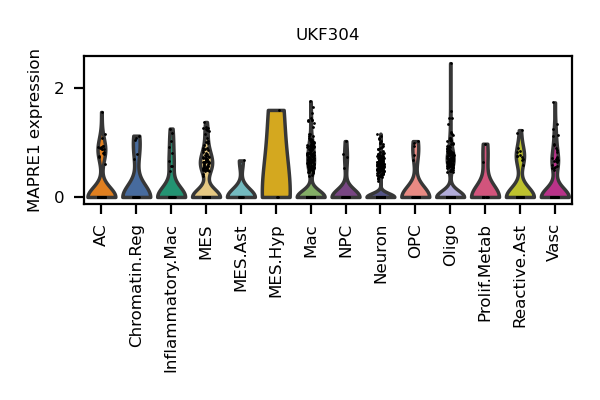 UKF304
MAPRE1 expression
2
0
AC
Chromatin.Reg
Inflammatory.Mac
MES
MES.Ast
MES.Hyp
Mac
NPC
Neuron
OPC
Oligo
Prolif.Metab
Reactive.Ast
Vasc